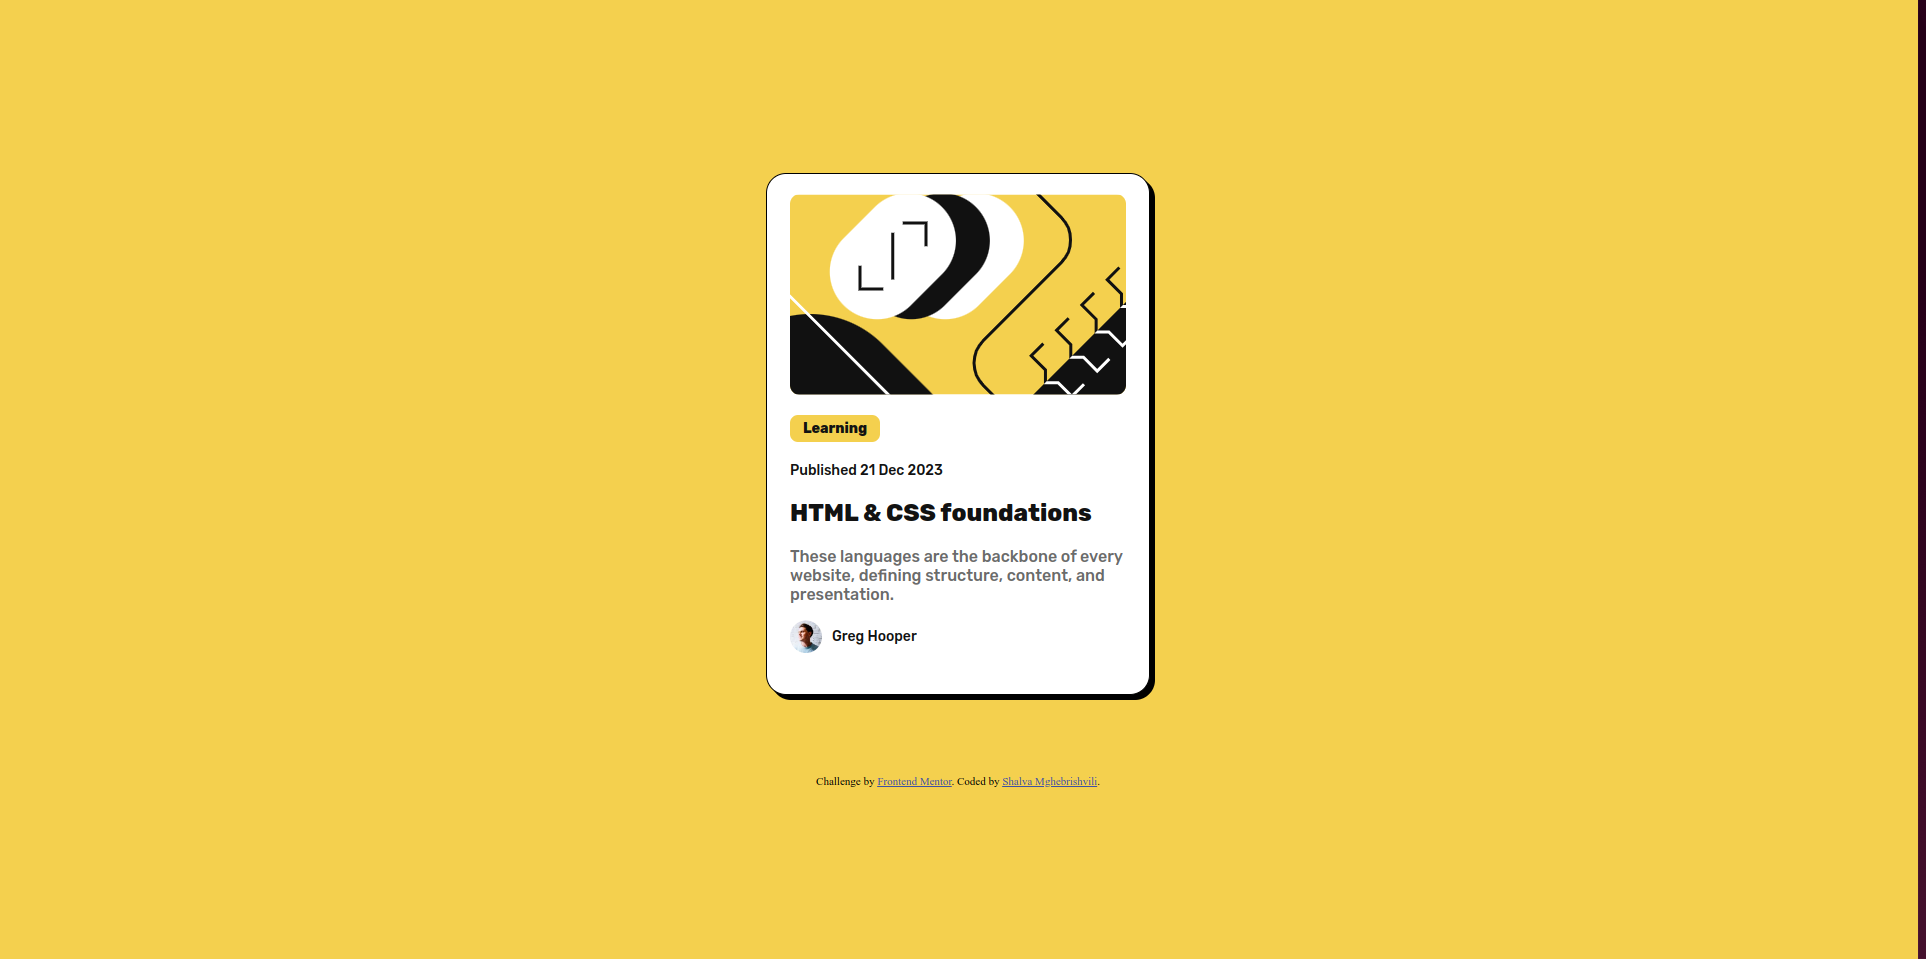 Learning
Published 21 Dec 2023
HTML & CSS foundations
These languages are the backbone of every
website, defining structure, content, and
presentation.
Greg Hooper
Challenge by Frontend Mentor. Coded by Shalva Mghebrishvili.